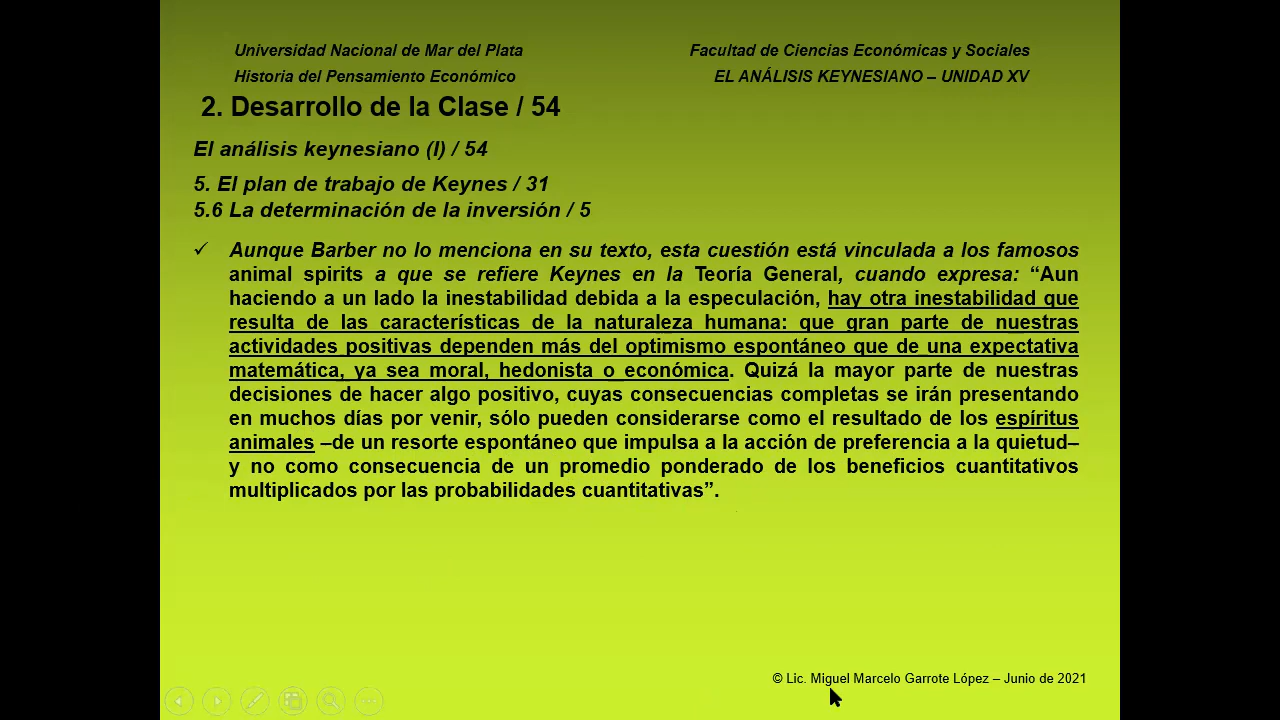 Universidad Nacional de Mar del Plata
Facultad de Ciencias Económicas y Sociales
Historia del Pensamiento Económico
EL ANÁLISIS KEYNESIANO – UNIDAD XV
2. Desarrollo de la Clase / 54
El análisis keynesiano (I) / 54
5. El plan de trabajo de Keynes / 31
5.6 La determinación de la inversión / 5
✓ Aunque Barber no lo menciona en su texto, esta cuestión está vinculada a los famosos
animal spirits a que se refiere Keynes en la Teoría General, cuando expresa: “Aun
haciendo a un lado la inestabilidad debida a la especulación, hay otra inestabilidad que
resulta de las características de la naturaleza humana: que gran parte de nuestras
actividades positivas dependen más del optimismo espontáneo que de una expectativa
matemática, ya sea moral, hedonista o económica. Quizá la mayor parte de nuestras
decisiones de hacer algo positivo, cuyas consecuencias completas se irán presentando
en muchos días por venir, sólo pueden considerarse como el resultado de los espíritus
animales –de un resorte espontáneo que impulsa a la acción de preferencia a la quietud–
y no como consecuencia de un promedio ponderado de los beneficios cuantitativos
multiplicados por las probabilidades cuantitativas”.
© Lic. Miguel Marcelo Garrote López – Junio de 2021